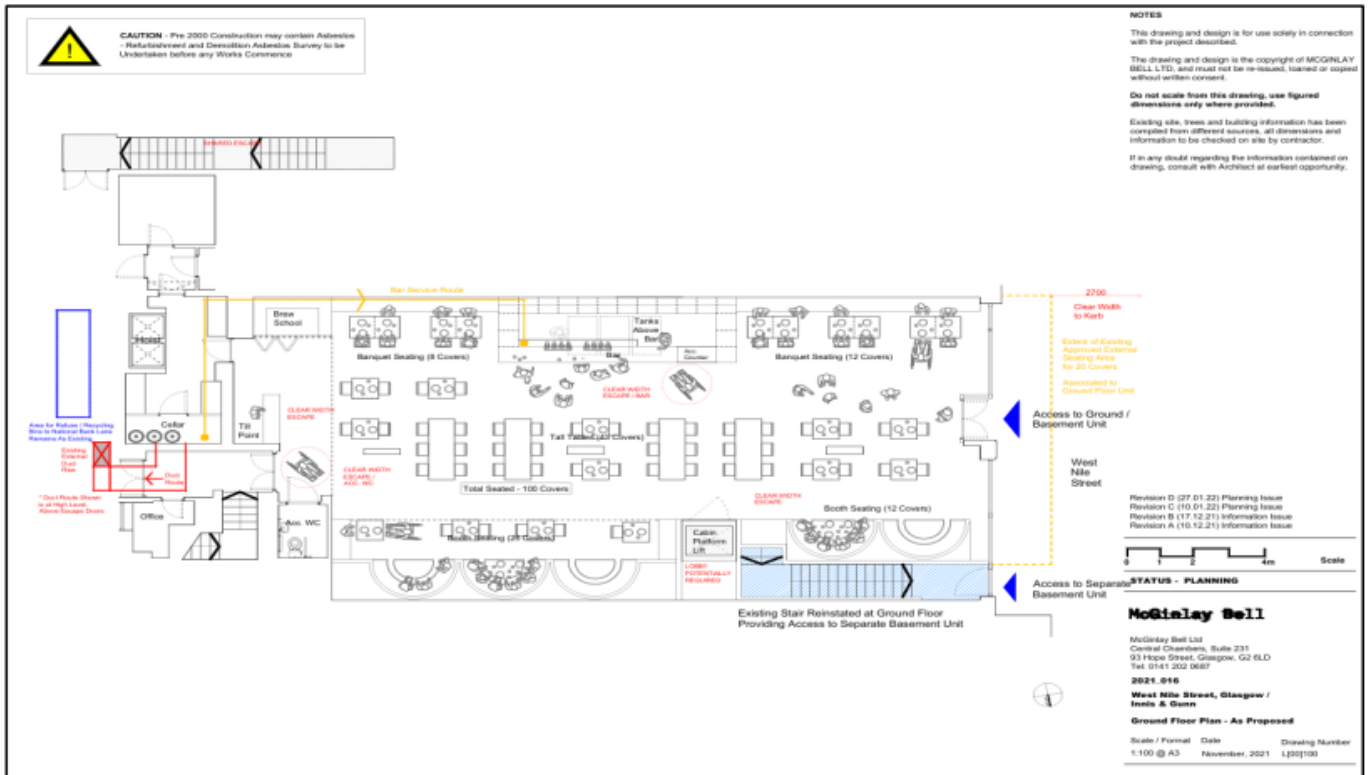 CAUTION - Pre 2000 Construction may contain Asbestos
- Refurbishment and Demolition Asbestos Survey to be
Undertaken before any Works Commence
NOTES
This drawing and design is for use solely in connection
with the project described.
The drawing and design is the copyright of MCGINLAY
BELL LTD, and must not be re-issued, loaned or copied
without written consent.
Do not scale from this drawing, use figured
dimensions only where provided.
Existing site, trees and building information has been
compiled from different sources, all dimensions and
information to be checked on site by contractor.
If in any doubt regarding the information contained on
drawing, consult with Architect at earliest opportunity.
SHARED ESCAPE
Bar Service Route
Brew
School
Hoist
Banquet Seating (8 Covers)
Tanks
Above
Bar
Bar
Acc.
Counter
Banquet Seating (12 Covers)
2700
Clear Width
to Kerb
Extent of Existing
Approved External
Seating Area
for 20 Covers
Associated to
Ground Floor Unit
CLEAR WIDTH
ESCAPE
CLEAR WIDTH
ESCAPE / BAR
Access to Ground /
Basement Unit
Area for Refuse / Recycling
Bins to National Bank Lane
Remains As Existing
Cellar
Till
Point
Existing
External
Duct
Rise
Duct
Route
CLEAR WIDTH
ESCAPE /
ACC. WC
Total Seated - 100 Covers
CLEAR WIDTH
ESCAPE
West
Nile
Street
* Duct Route Shown
is at High Level,
Above Escape Doors
Office
Acc. WC
Booth Seating (12 Covers)
Cabin
Platform
Lift
LOBBY
POTENTIALLY
REQUIRED
Access to Separate
Basement Unit
Existing Stair Reinstated at Ground Floor
Providing Access to Separate Basement Unit
Revision D (27.01.22) Planning Issue
Revision C (10.01.22) Planning Issue
Revision B (17.12.21) Information Issue
Revision A (10.12.21) Information Issue
0 1 2 4m Scale
STATUS - PLANNING
McGinlay Bell
McGinlay Bell Ltd
Central Chambers, Suite 231
93 Hope Street, Glasgow, G2 6LD
Tel: 0141 202 0687
2021_016
West Nile Street, Glasgow /
Innis & Gunn
Ground Floor Plan - As Proposed
Scale / Format Date Drawing Number
1:100 @ A3 November, 2021 L(00)100